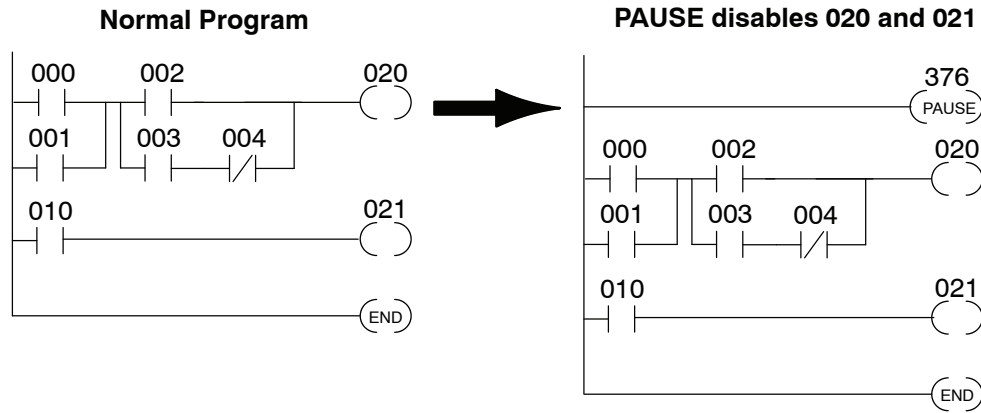 Normal Program
000 002 020
001 003 004
010 021
END
PAUSE disables 020 and 021
376
PAUSE
000 002 020
001 003 004
010 021
END